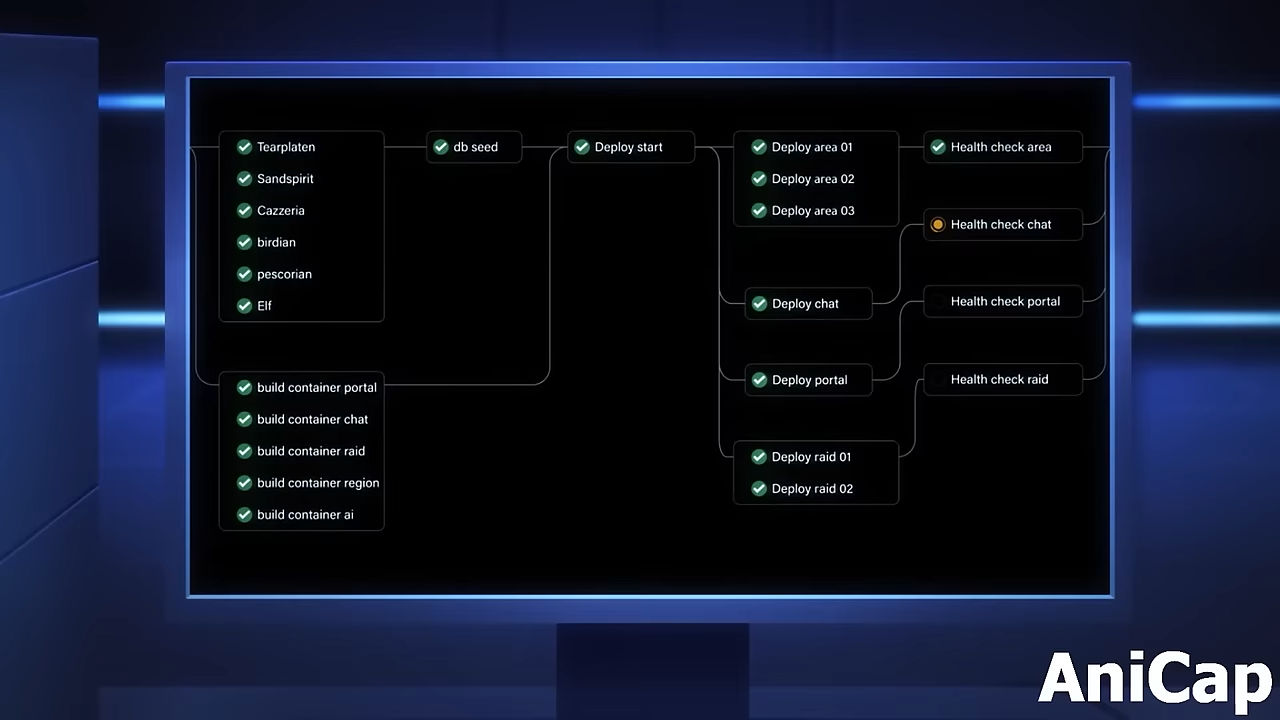 Tearplaten
Sandspirit
Cazzeria
birdian
pescorian
Elf
build container portal
build container chat
build container raid
build container region
build container ai
db seed
Deploy start
Deploy area 01
Deploy area 02
Deploy area 03
Deploy chat
Deploy portal
Deploy raid 01
Deploy raid 02
Health check area
Health check chat
Health check portal
Health check raid
AniCap